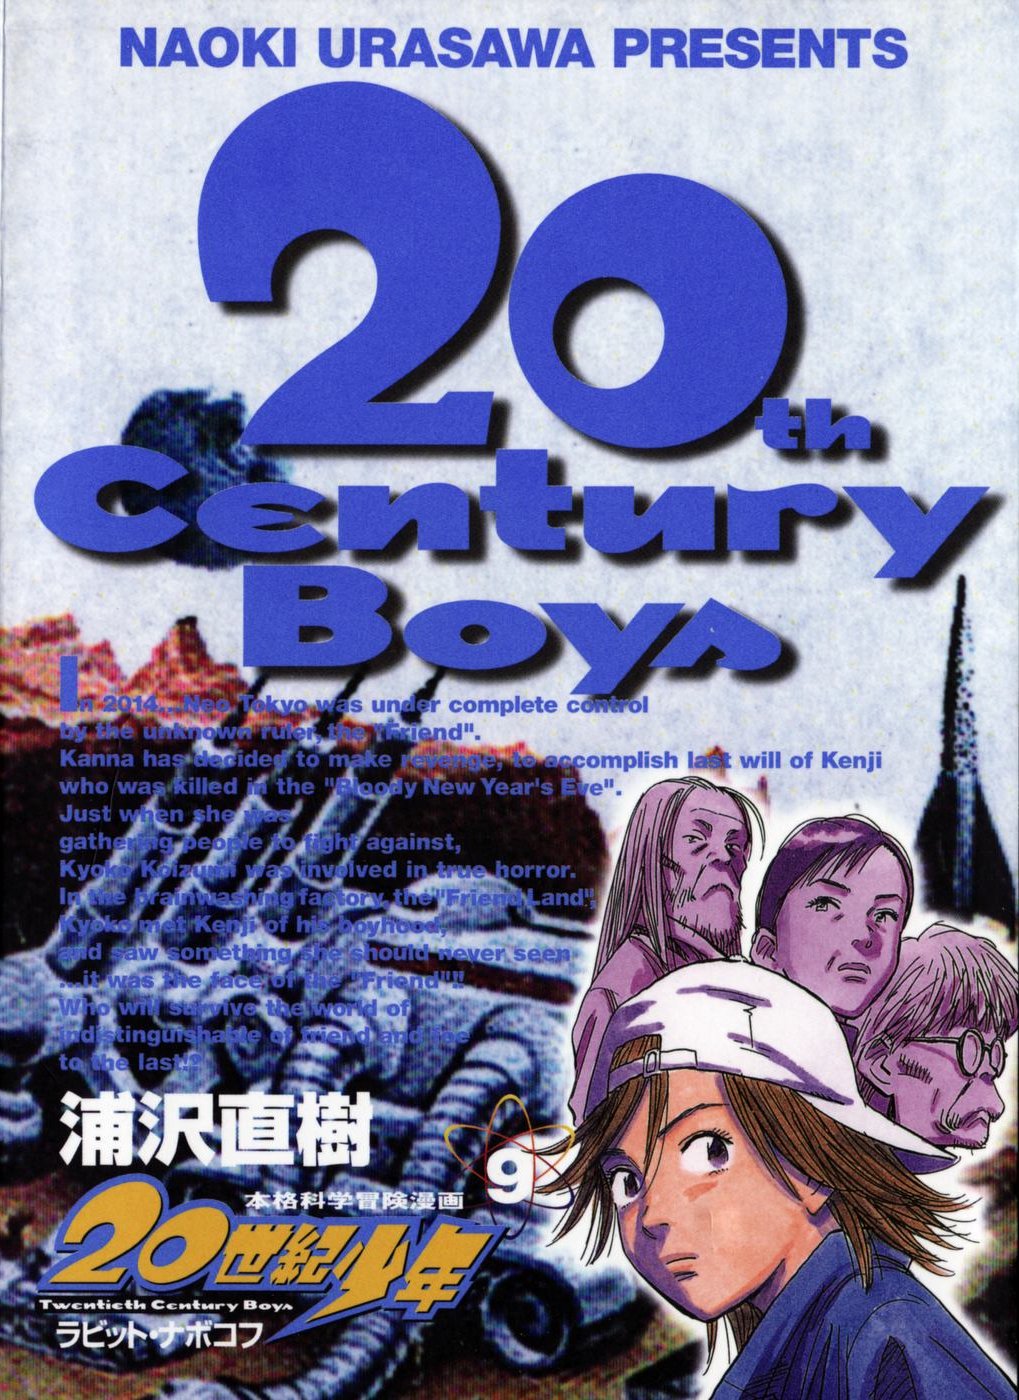 NAOKI URASAWA PRESENTS
20th
Century
Boys
In 2014...Neo Tokyo was under complete control
by the unknown ruler, the "Friend".
Kanna has decided to make revenge, to accomplish last will of Kenji
who was killed in the "Bloody New Year's Eve".
Just when she was
gathering people to fight against,
Kyoko Koizumi was involved in true horror.
In the brainwashing factory, the "Friend Land",
Kyoko met Kenji of his boyhood,
and saw something she should never seen
...it was the face of the "Friend"!!
Who will survive the world of
indistinguishable of friend and foe
to the last!?
浦沢直樹
9
本格科学冒険漫画
20世紀少年
Twentieth Century Boys
ラビット・ナボコフ